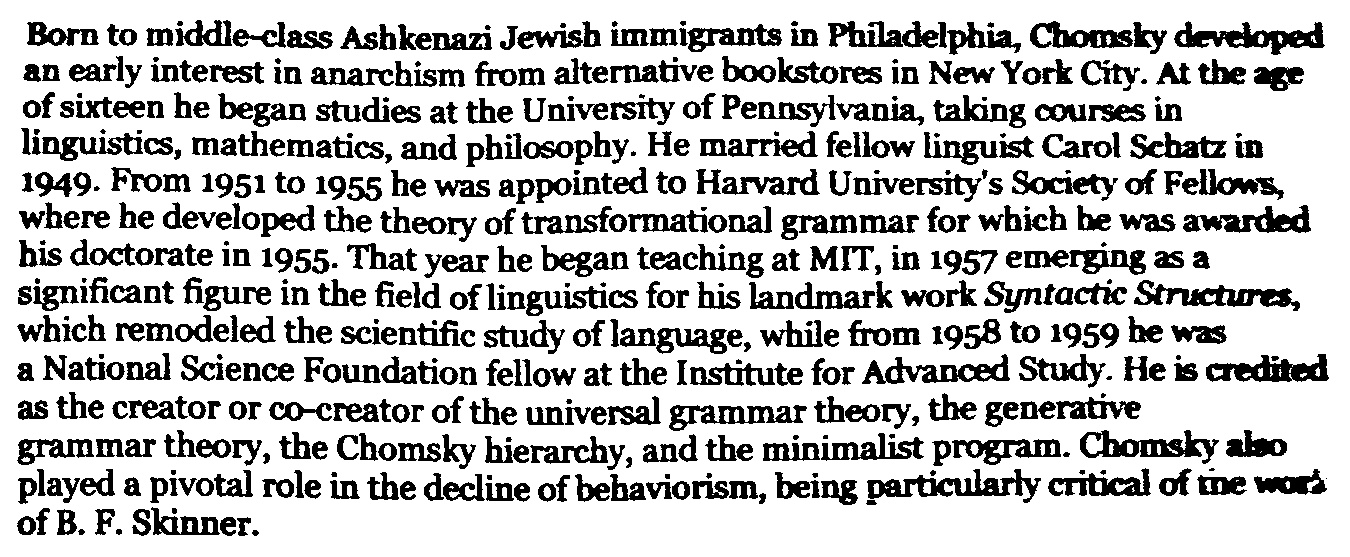 Born to middle-class Ashkenazi Jewish immigrants in Philadelphia, Chomsky developed
an early interest in anarchism from alternative bookstores in New York City. At the age
of sixteen he began studies at the University of Pennsylvania, taking courses in
linguistics, mathematics, and philosophy. He married fellow linguist Carol Schatz in
1949. From 1951 to 1955 he was appointed to Harvard University's Society of Fellows,
where he developed the theory of transformational grammar for which he was awarded
his doctorate in 1955. That year he began teaching at MIT, in 1957 emerging as a
significant figure in the field of linguistics for his landmark work Syntactic Structures,
which remodeled the scientific study of language, while from 1958 to 1959 he was
a National Science Foundation fellow at the Institute for Advanced Study. He is credited
as the creator or co-creator of the universal grammar theory, the generative
grammar theory, the Chomsky hierarchy, and the minimalist program. Chomsky also
played a pivotal role in the decline of behaviorism, being particularly critical of the work
of B. F. Skinner.